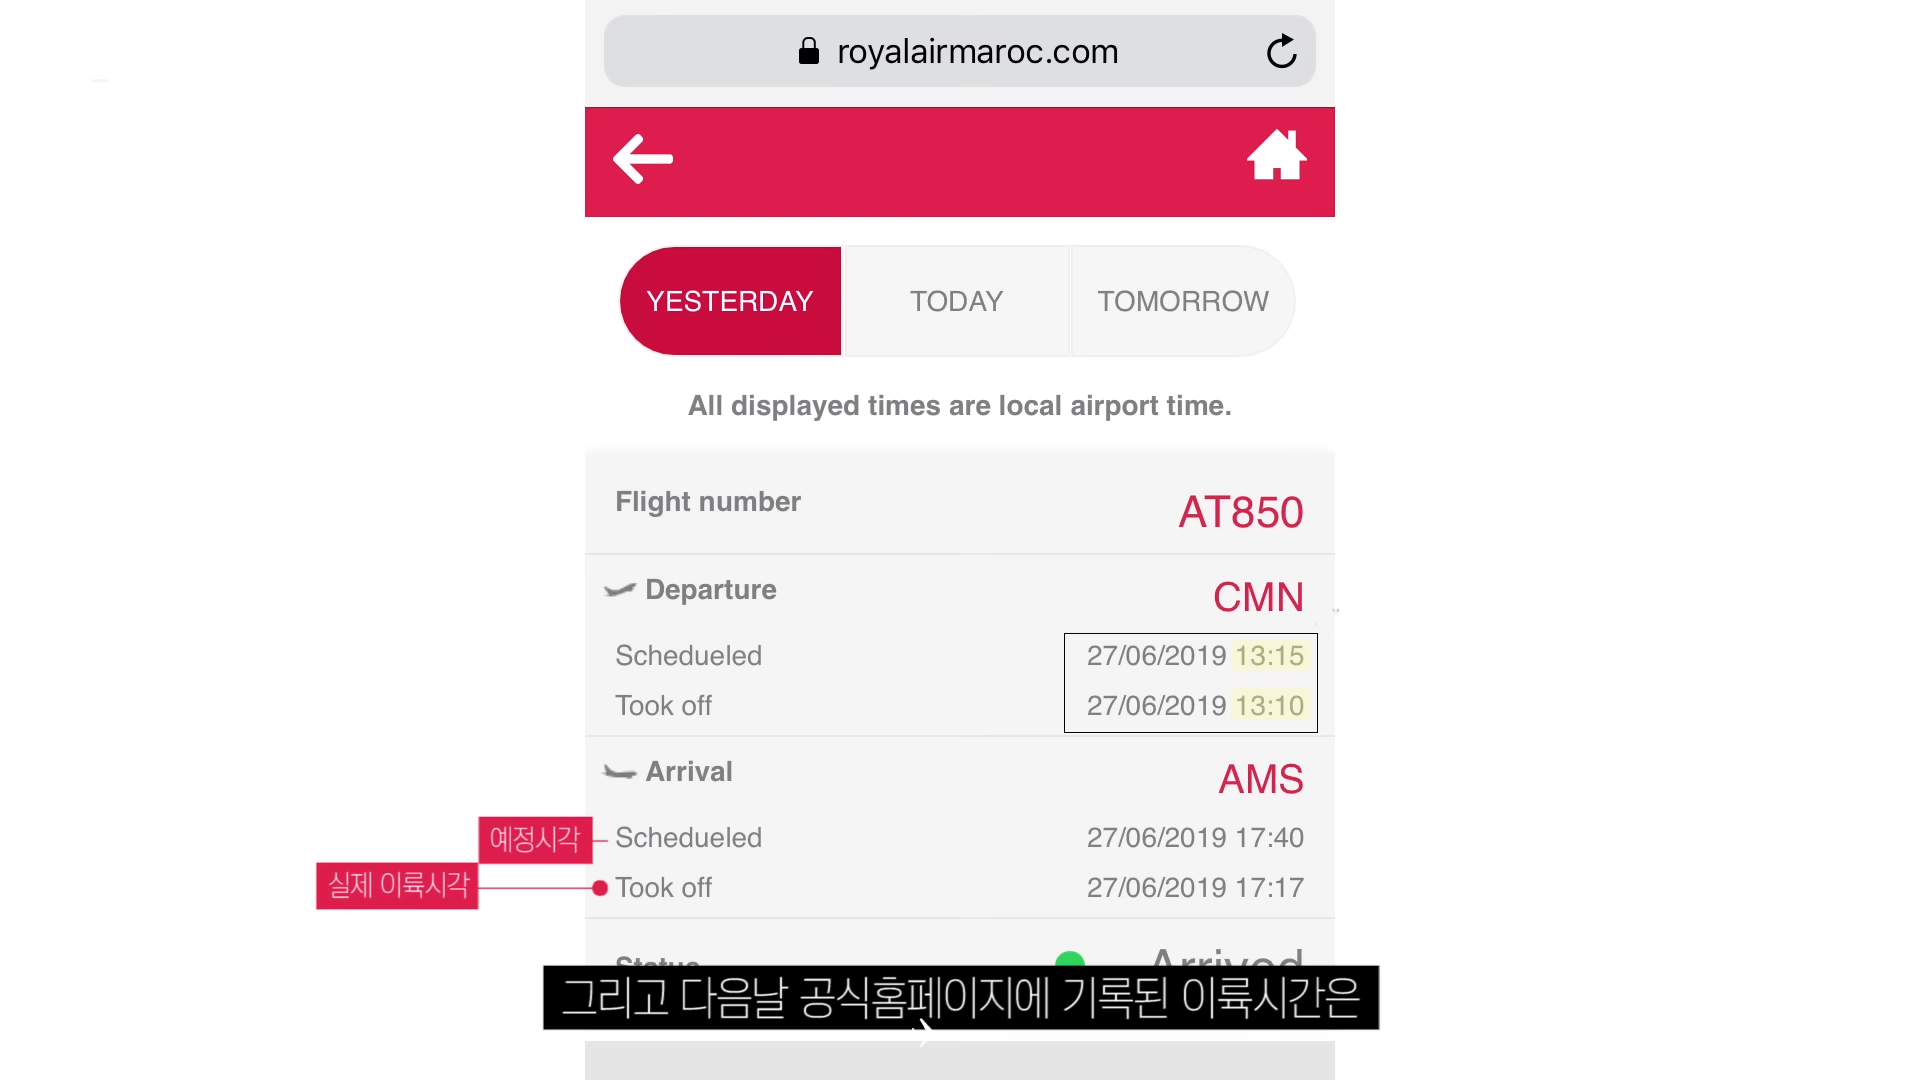 royalairmaroc.com
YESTERDAY TODAY TOMORROW
All displayed times are local airport time.
Flight number AT850
Departure CMN
Schedueled 27/06/2019 13:15
Took off 27/06/2019 13:10
Arrival AMS
예정시각 Schedueled 27/06/2019 17:40
실제 이륙시각 Took off 27/06/2019 17:17
Status Arrived
그리고 다음날 공식홈페이지에 기록된 이륙시간은